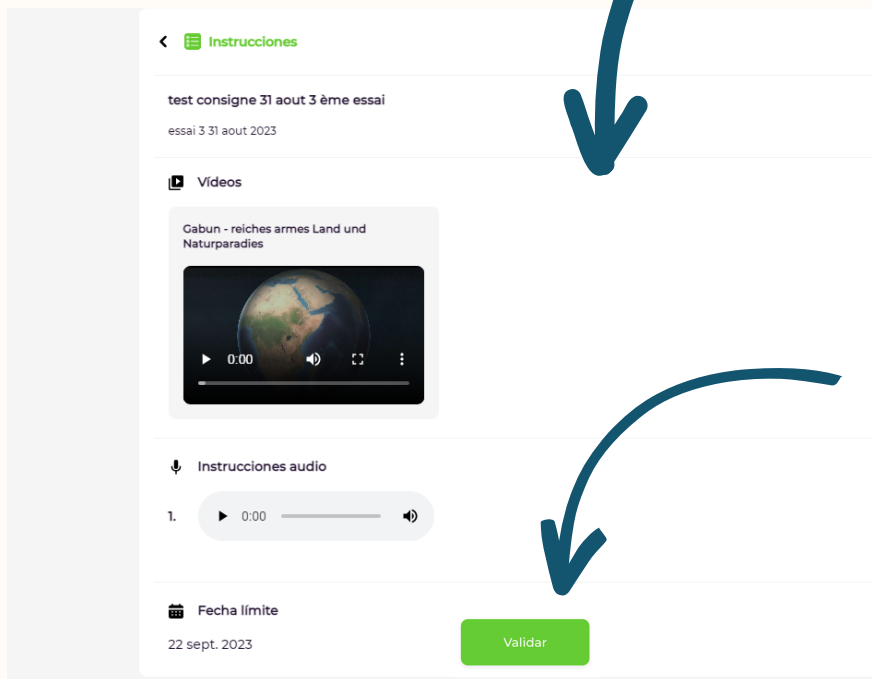 Instrucciones
test consigne 31 aout 3 ème essai
essai 3 31 aout 2023
Vídeos
Gabun - reiches armes Land und
Naturparadies
0:00
Instrucciones audio
1.
0:00
Fecha límite
22 sept. 2023
Validar